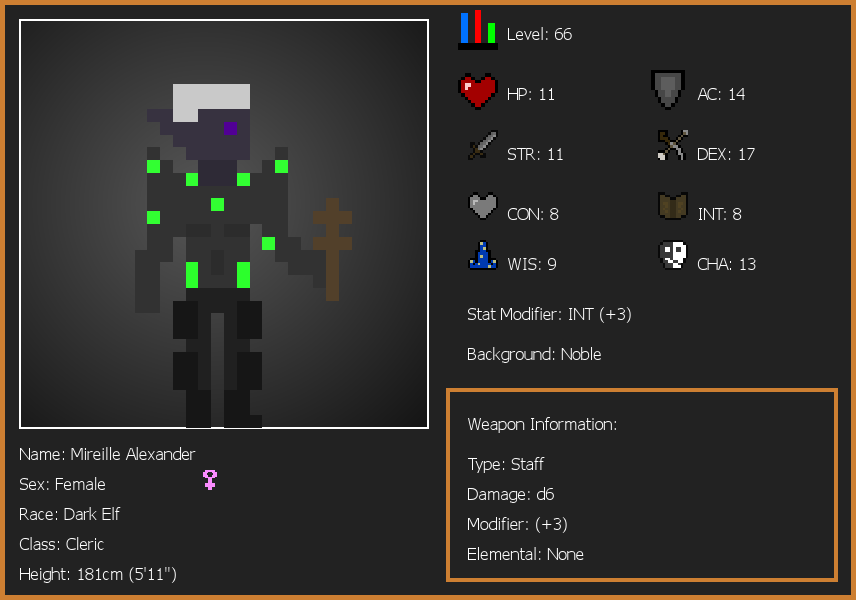 Level: 66
HP: 11
AC: 14
STR: 11
DEX: 17
CON: 8
INT: 8
WIS: 9
CHA: 13
Stat Modifier: INT (+3)
Background: Noble
Weapon Information:
Type: Staff
Damage: d6
Modifier: (+3)
Elemental: None
Name: Mireille Alexander
Sex: Female
Race: Dark Elf
Class: Cleric
Height: 181cm (5'11")